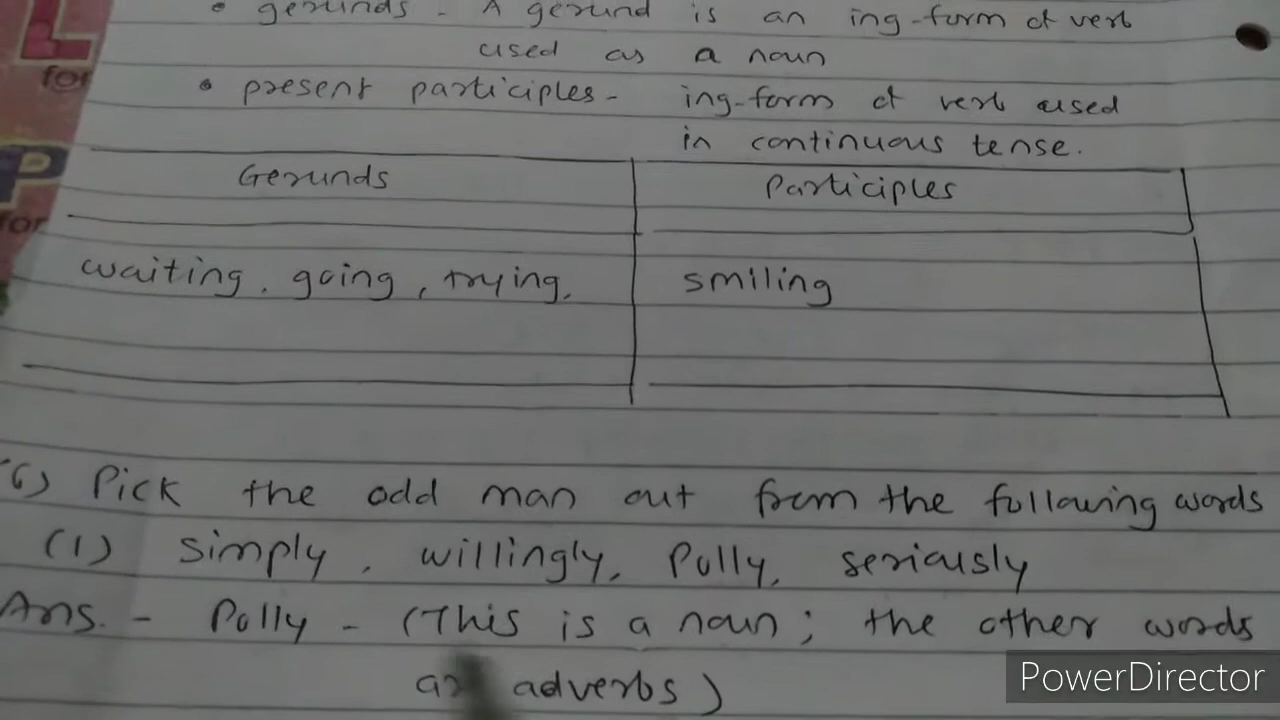 L
for
P
for
• gerunds - A gerund is an ing-form of verb
used as a noun
• present participles - ing-form of verb used
in continuous tense.
Gerunds Participles
waiting, going, trying, smiling
6) Pick the odd man out from the following words
(1) simply, willingly, Polly, seriously
Ans. - Polly - (This is a noun; the other words
adverbs)
PowerDirector